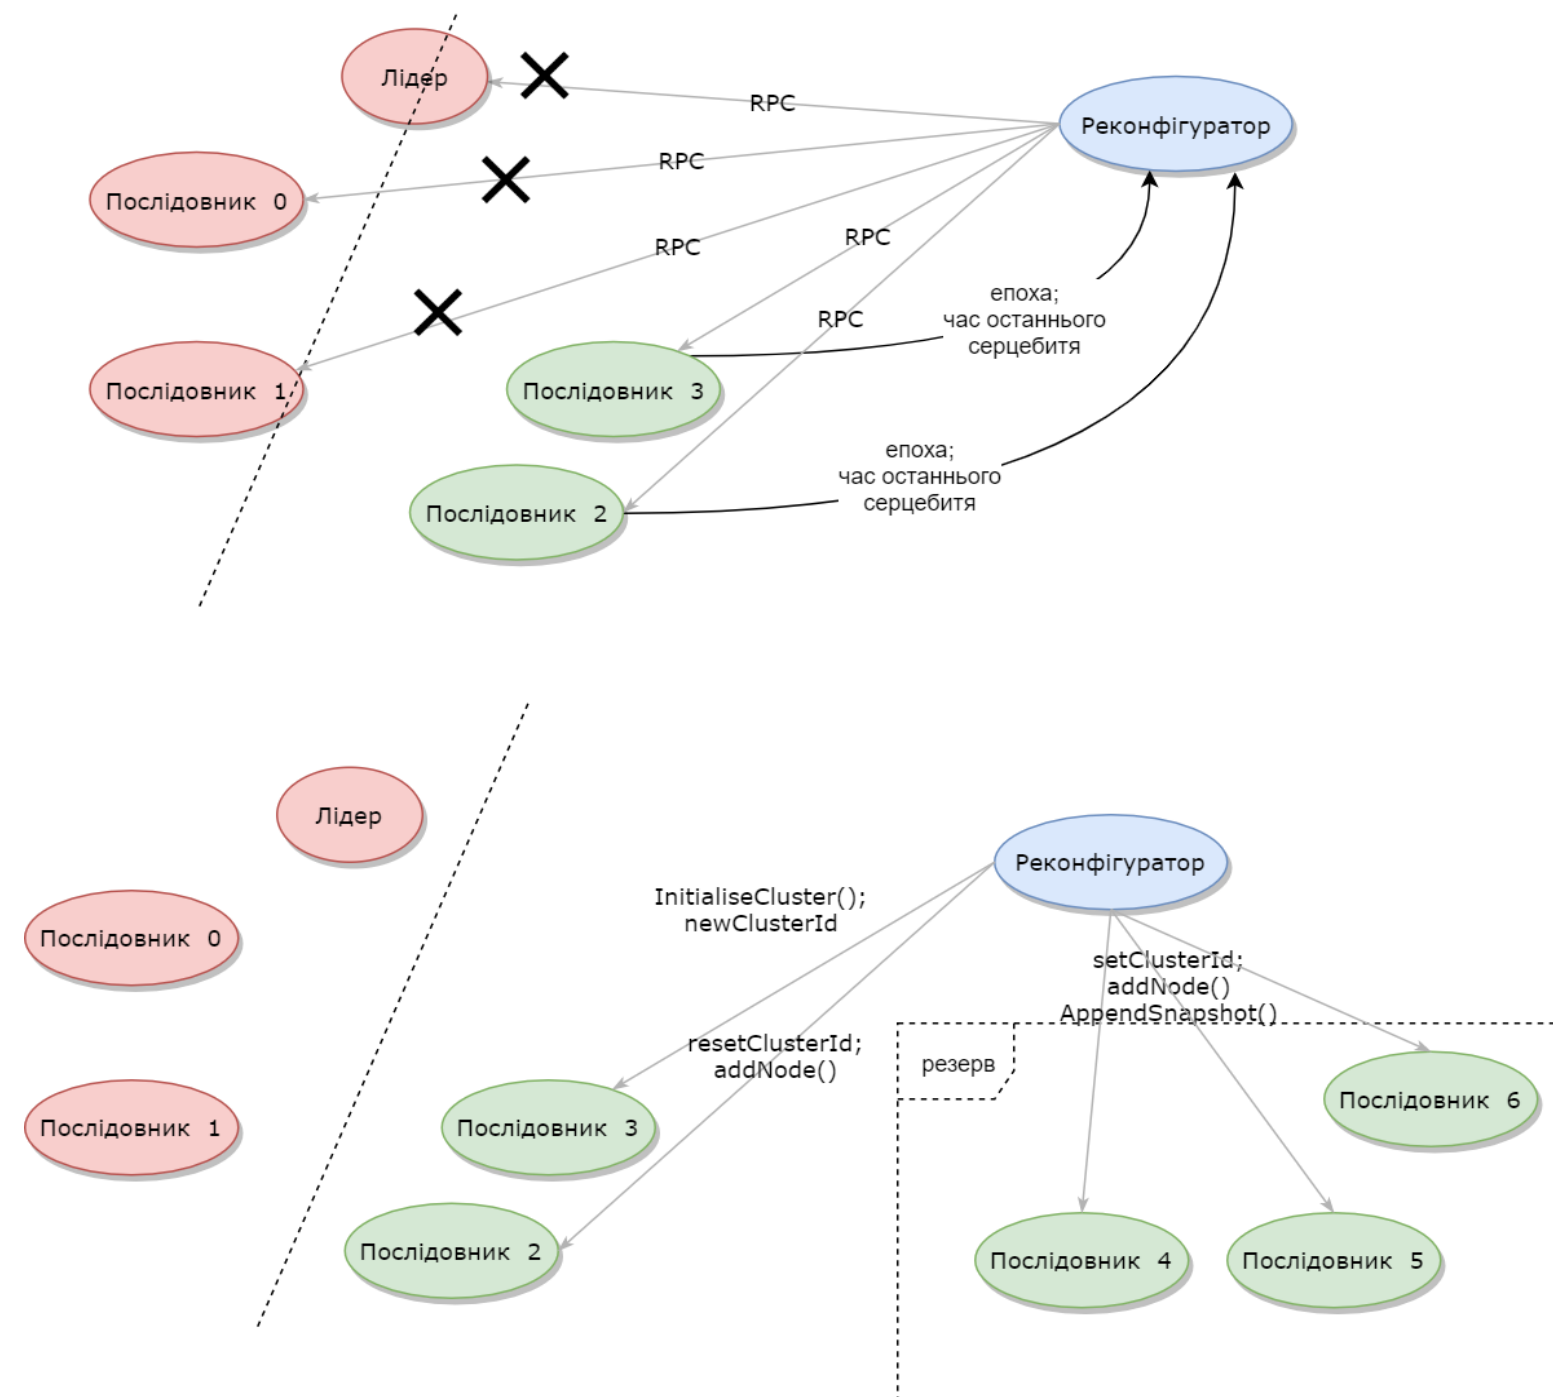 Лідер
RPC
Реконфігуратор
RPC
Послідовник 0
RPC
RPC
епоха;
час останнього
серцебитя
RPC
Послідовник 1
Послідовник 3
епоха;
час останнього
серцебитя
Послідовник 2
Лідер
Реконфігуратор
InitialiseCluster();
newClusterId
Послідовник 0
setClusterId;
addNode()
AppendSnapshot()
resetClusterId;
addNode()
резерв
Послідовник 6
Послідовник 1
Послідовник 3
Послідовник 2
Послідовник 4
Послідовник 5